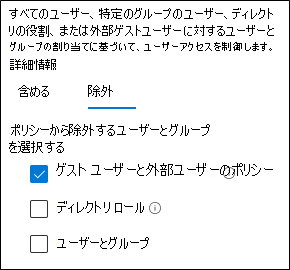 すべてのユーザー、特定のグループのユーザー、ディレクト
リの役割、または外部ゲストユーザーに対するユーザーと
グループの割り当てに基づいて、ユーザーアクセスを制御します。
詳細情報
含める 除外
ポリシーから除外するユーザーとグループ
を選択する
ゲスト ユーザーと外部ユーザーのポリシー
ディレクトリ ロール
ユーザーとグループ